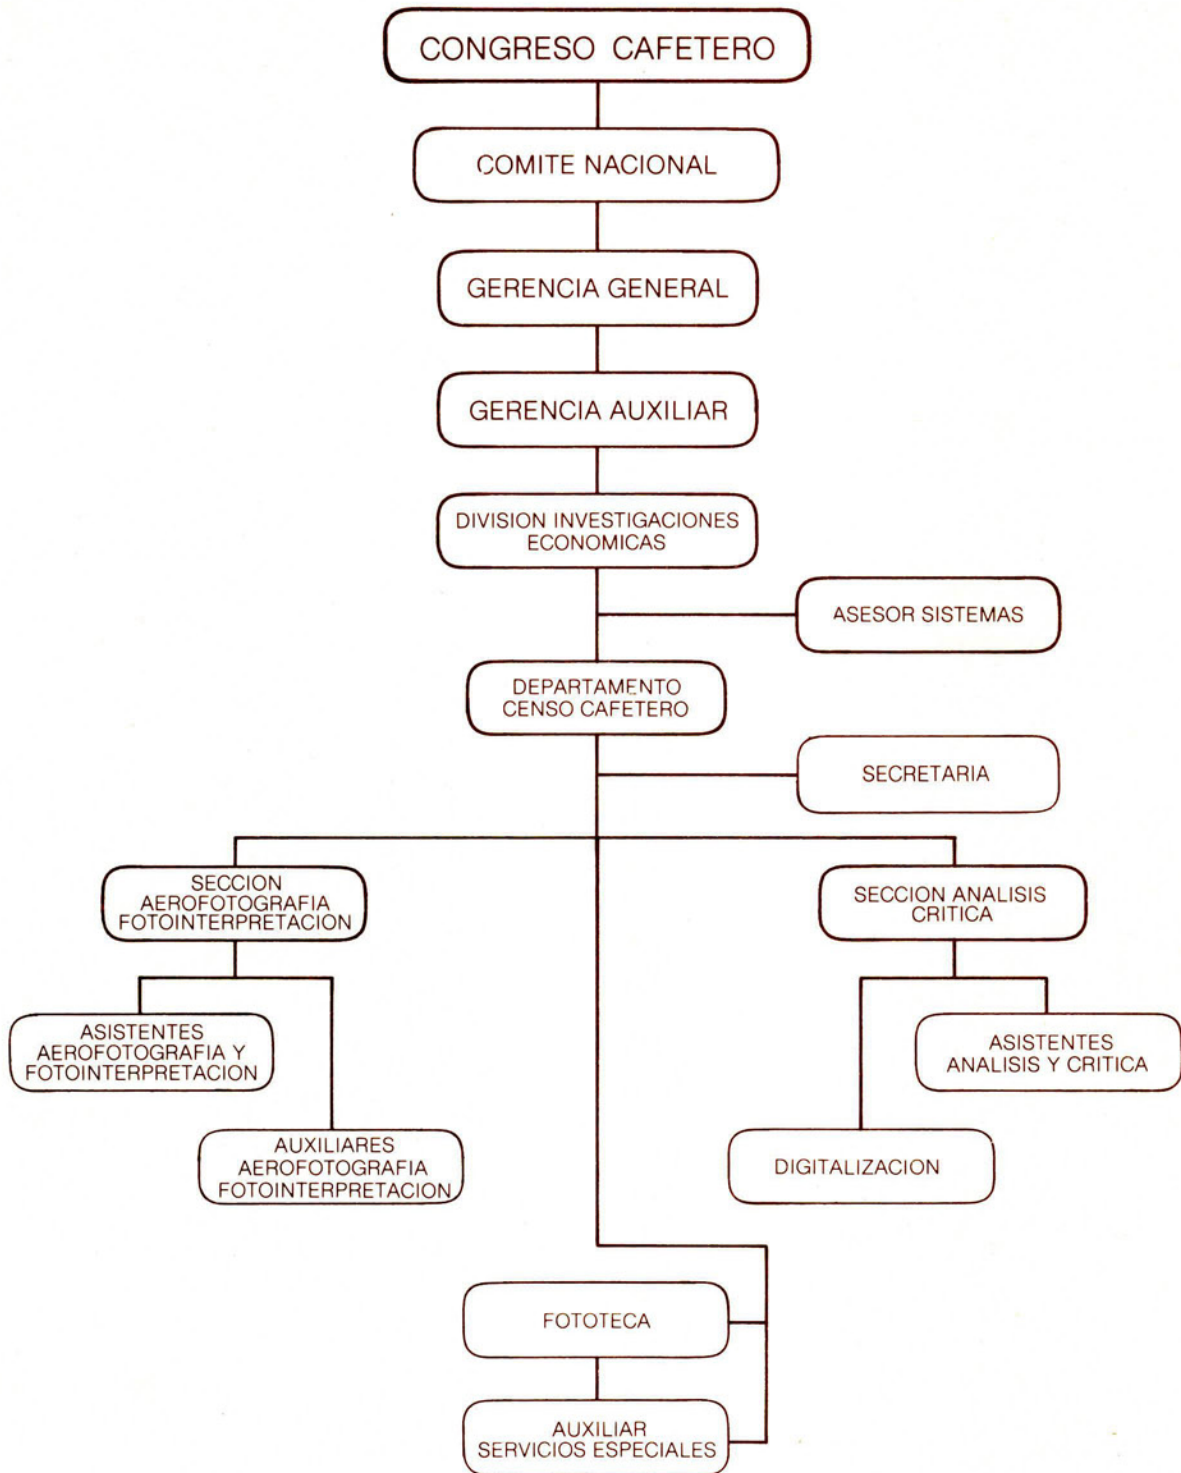 CONGRESO CAFETERO
COMITE NACIONAL
GERENCIA GENERAL
GERENCIA AUXILIAR
DIVISION INVESTIGACIONES
ECONOMICAS
ASESOR SISTEMAS
DEPARTAMENTO
CENSO CAFETERO
SECRETARIA
SECCION
AEROFOTOGRAFIA
FOTOINTERPRETACION
SECCION ANALISIS
CRITICA
ASISTENTES
AEROFOTOGRAFIA Y
FOTOINTERPRETACION
ASISTENTES
ANALISIS Y CRITICA
AUXILIARES
AEROFOTOGRAFIA
FOTOINTERPRETACION
DIGITALIZACION
FOTOTECA
AUXILIAR
SERVICIOS ESPECIALES